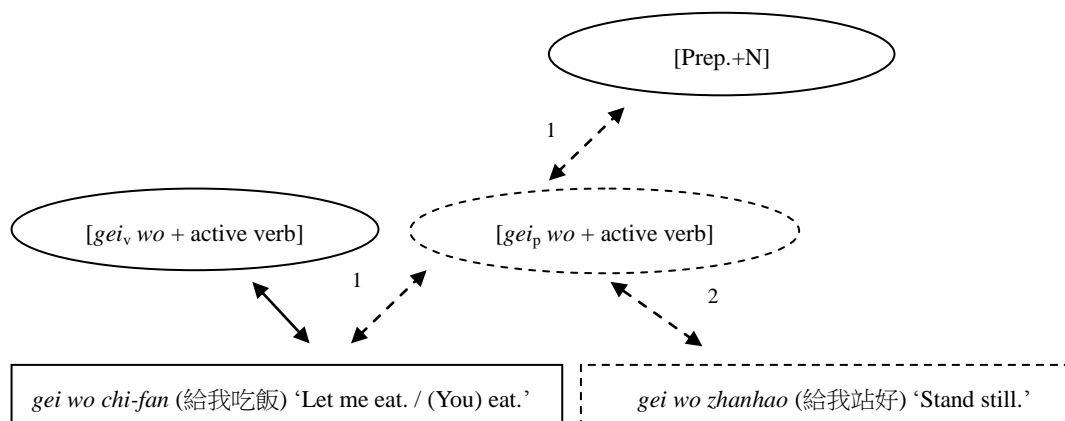 [Prep.+N]
1
[geiᵥ wo + active verb]
[geiₚ wo + active verb]
1
2
gei wo chi-fan (給我吃飯) ‘Let me eat. / (You) eat.’
gei wo zhanhao (給我站好) ‘Stand still.’